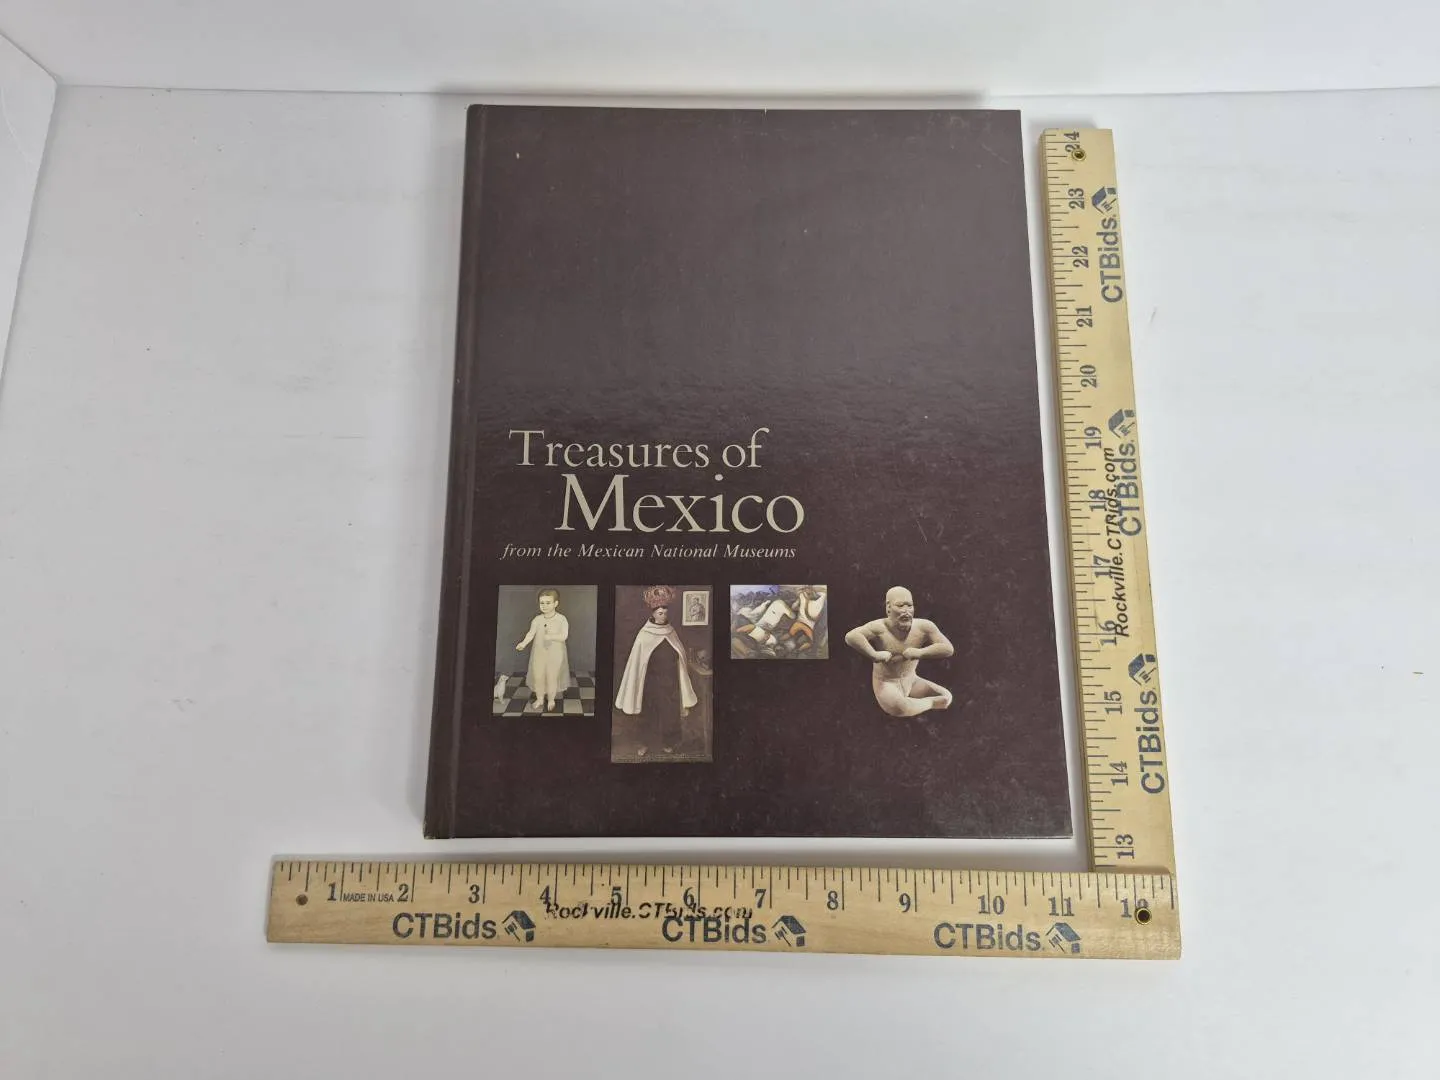 Treasures of
Mexico
from the Mexican National Museums
24
23
CTBids
22
21
20
19
CTBids
18
Rockville.CTBids.com
17
16
15
CTBids
14
13
1 MADE IN USA 2 3 4 5 6 7 8 9 10 11 12
Rockville.CTBids.com
CTBids CTBids CTBids